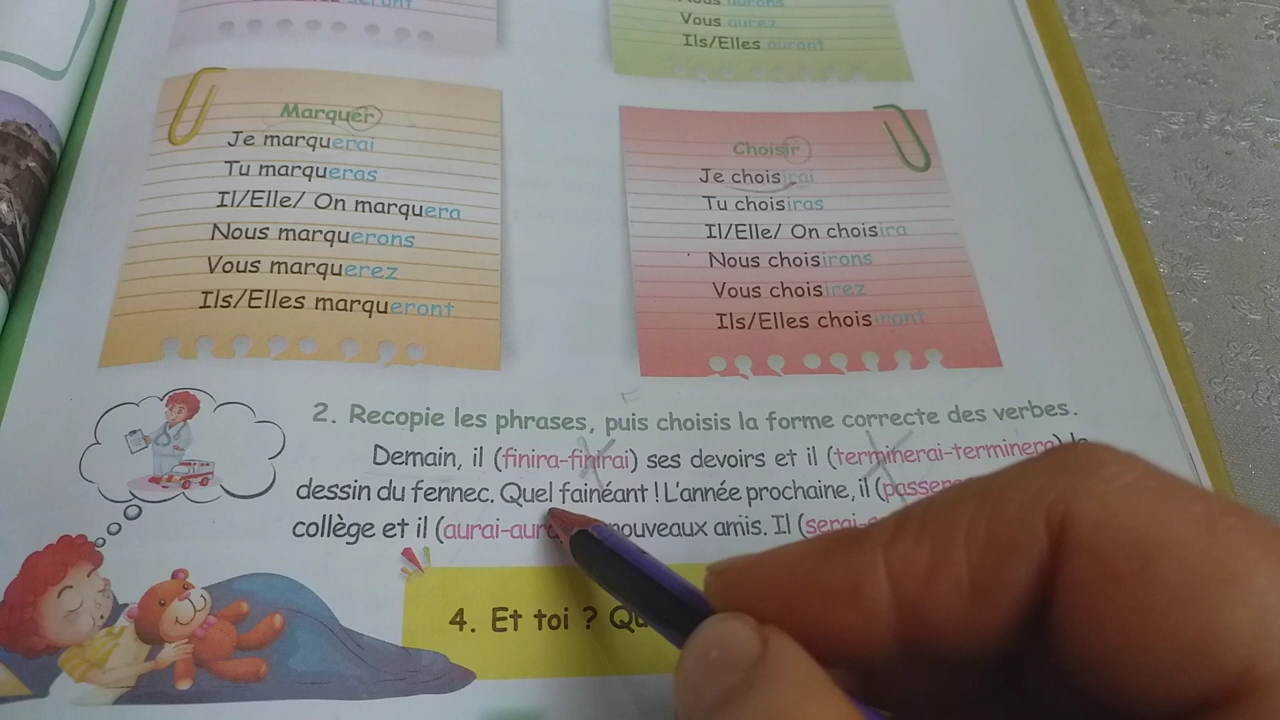 Vous aurez
Ils/Elles auront
Marquer
Je marquerai
Tu marqueras
Il/Elle/ On marquera
Nous marquerons
Vous marquerez
Ils/Elles marqueront
Choisir
Je choisirai
Tu choisiras
Il/Elle/ On choisira
Nous choisirons
Vous choisirez
Ils/Elles choisiront
2. Recopie les phrases, puis choisis la forme correcte des verbes.
Demain, il (finira-finirai) ses devoirs et il (terminerai-terminera) le
dessin du fennec. Quel fainéant ! L'année prochaine, il
collège et il (aurai- nouveaux amis. Il (serai-
4. Et toi ?